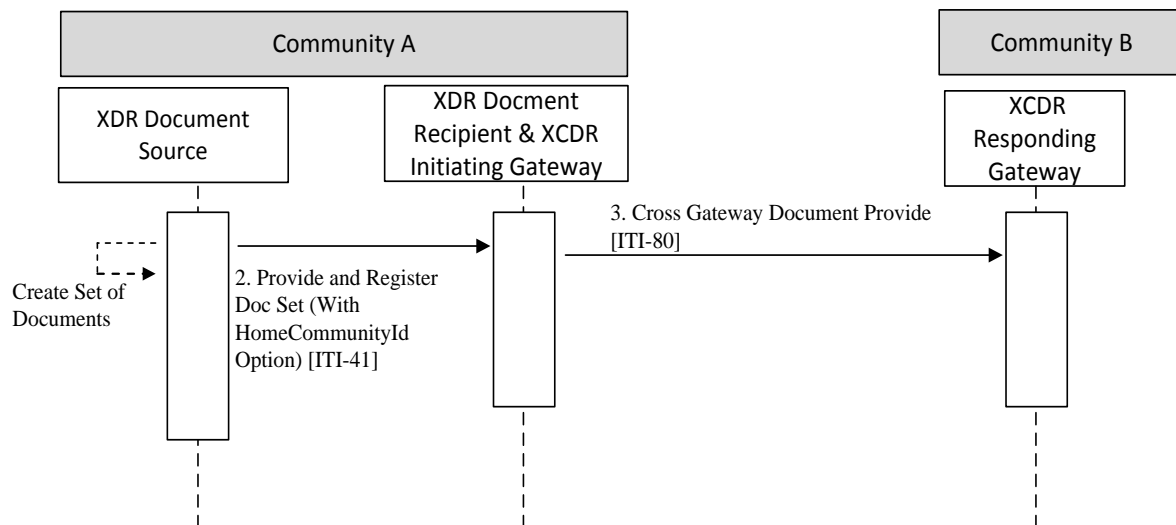 Community A
Community B
XDR Document
Source
XDR Docment
Recipient & XCDR
Initiating Gateway
XCDR
Responding
Gateway
3. Cross Gateway Document Provide
[ITI-80]
2. Provide and Register
Doc Set (With
HomeCommunityId
Option) [ITI-41]
Create Set of
Documents